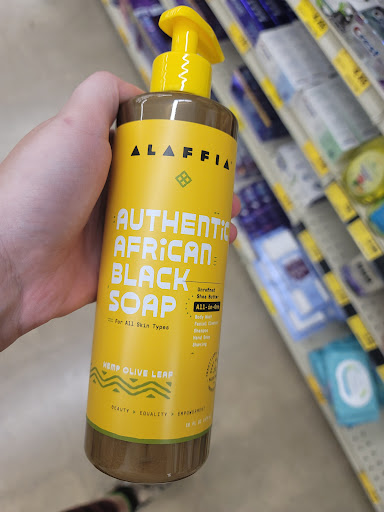 ALAFFIA
AUTHENTIC
AFRICAN
BLACK
SOAP
For All Skin Types
Unrefined
Shea Butter
All-in-One
Body Wash
Facial Cleanser
Shampoo
Hand Soap
Shaving
HEMP OLIVE LEAF
BEAUTY • EQUALITY • EMPOWERMENT